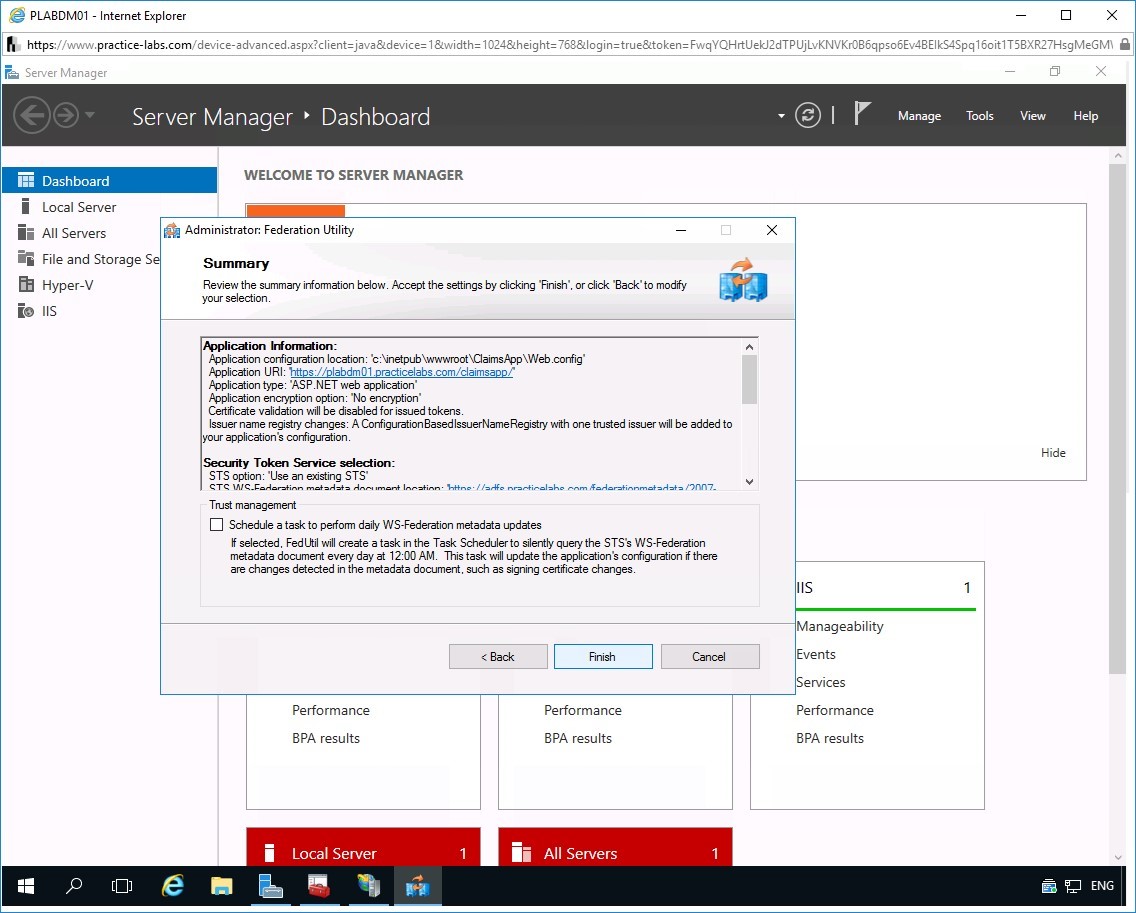 PLABDM01 - Internet Explorer
https://www.practice-labs.com/device-advanced.aspx?client=java&device=1&width=1024&height=768&login=true&token=FwqYQHrtUekJ2dTPUjLvKNVKr0B6qpso6Ev4BEIkS4Spq16oit1T5BXR27HsgMeGM
Server Manager
Server Manager
Dashboard
Manage
Tools
View
Help
Dashboard
Local Server
All Servers
File and Storage Se
Hyper-V
IIS
WELCOME TO SERVER MANAGER
Administrator: Federation Utility
Summary
Review the summary information below. Accept the settings by clicking 'Finish', or click 'Back' to modify
your selection.
Application Information:
Application configuration location: 'c:\inetpub\wwwroot\ClaimsApp\Web.config'
Application URI: 'https://plabdm01.practicelabs.com/claimsapp/'
Application type: 'ASP.NET web application'
Application encryption option: 'No encryption'
Certificate validation will be disabled for issued tokens.
Issuer name registry changes: A ConfigurationBasedIssuerNameRegistry with one trusted issuer will be added to
your application's configuration.
Security Token Service selection:
STS option: 'Use an existing STS'
STS WS-Federation metadata document location: 'https://adfs.practicelabs.com/federationmetadata/2007-
Trust management
Schedule a task to perform daily WS-Federation metadata updates
If selected, FedUtil will create a task in the Task Scheduler to silently query the STS's WS-Federation
metadata document every day at 12:00 AM. This task will update the application's configuration if there
are changes detected in the metadata document, such as signing certificate changes.
< Back
Finish
Cancel
Hide
IIS 1
Manageability
Events
Services
Performance
BPA results
Performance
BPA results
Performance
BPA results
Local Server 1
All Servers 1
ENG